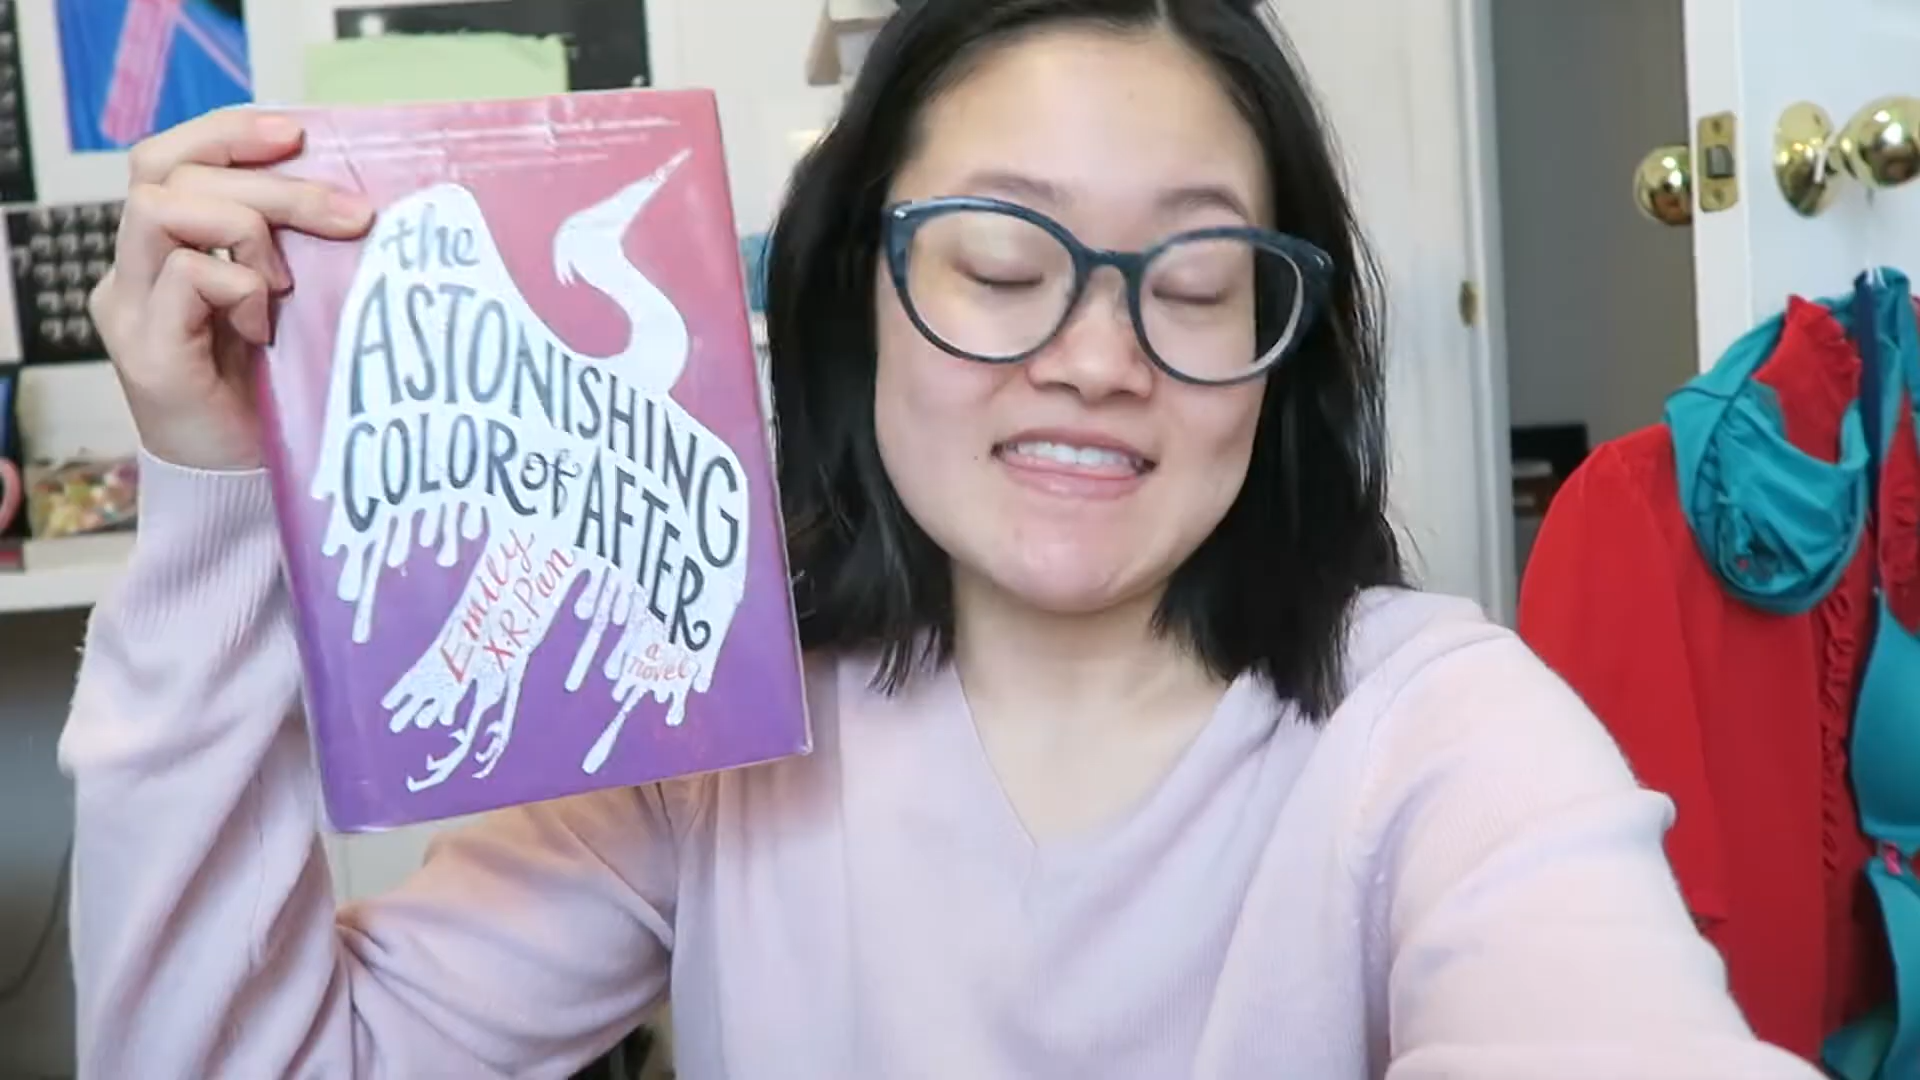 the
ASTONISHING
COLOR of AFTER
Emily
X.R.Pan
a
novel